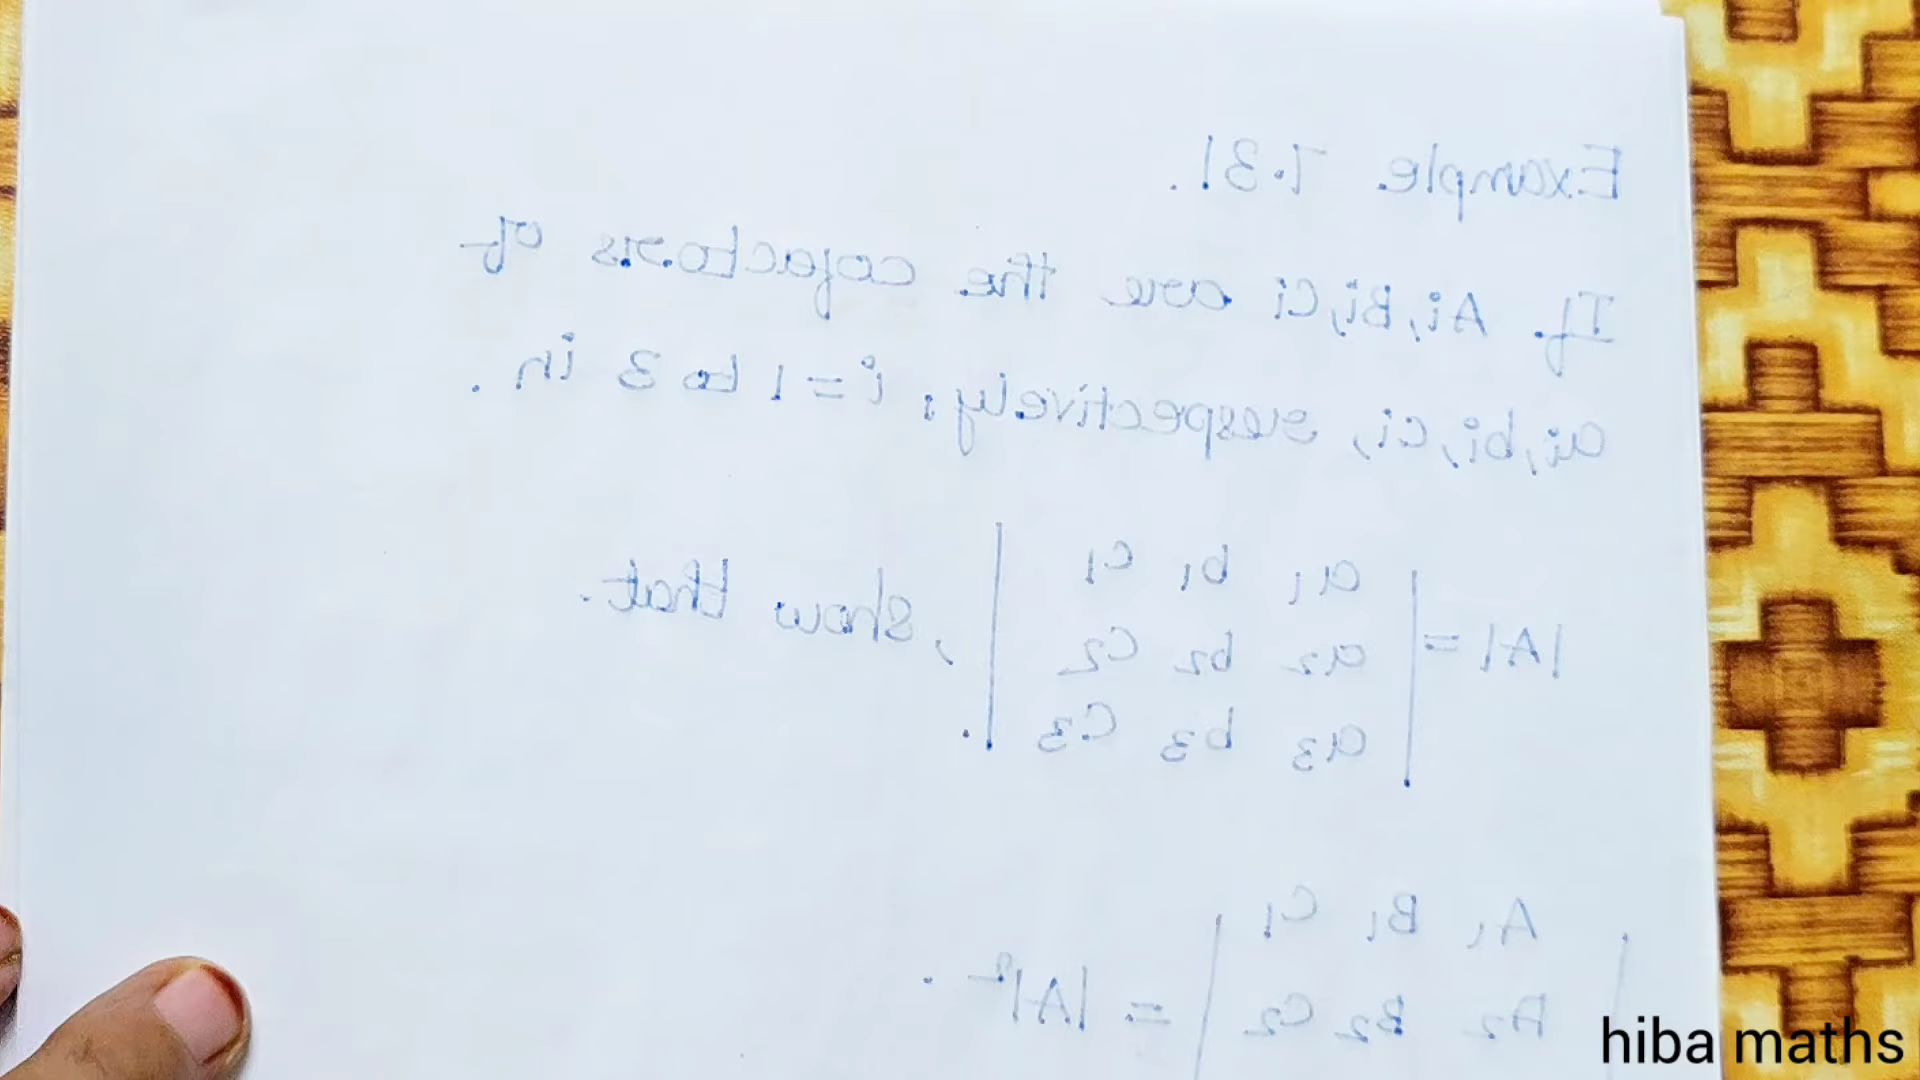 Example 7.31.
If Ai, Bi, Ci are the cofactors of
ai, bi, ci, respectively, i = 1 to 3 in.
|A| = | a1 b1 c1 |
| a2 b2 c2 | , show that.
| a3 b3 c3 | .
| A1 B1 C1 |
| A2 B2 C2 | = |A|² .
hiba maths